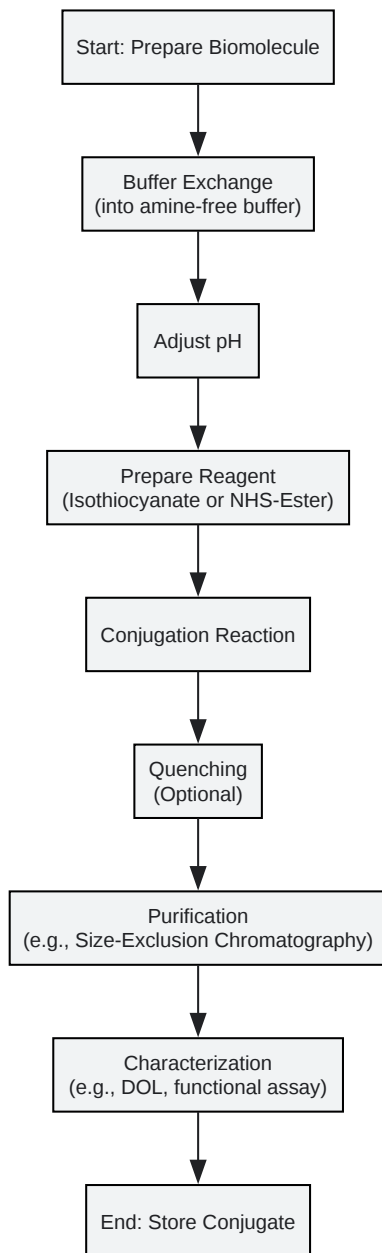 Start: Prepare Biomolecule
Buffer Exchange
(into amine-free buffer)
Adjust pH
Prepare Reagent
(Isothiocyanate or NHS-Ester)
Conjugation Reaction
Quenching
(Optional)
Purification
(e.g., Size-Exclusion Chromatography)
Characterization
(e.g., DOL, functional assay)
End: Store Conjugate